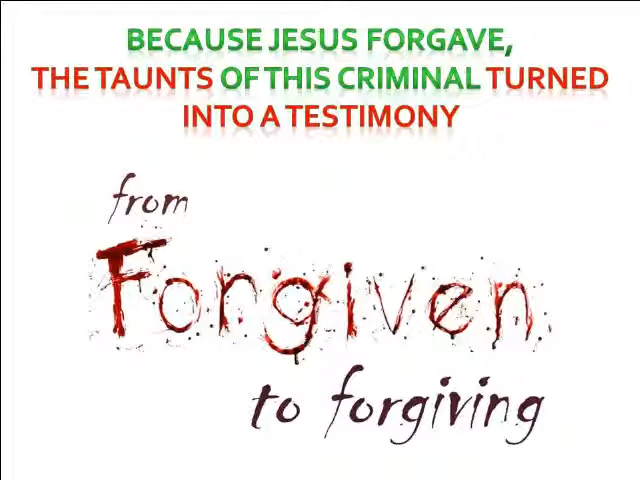 BECAUSE JESUS FORGAVE,
THE TAUNTS OF THIS CRIMINAL TURNED
INTO A TESTIMONY
from
Forgiven
to forgiving